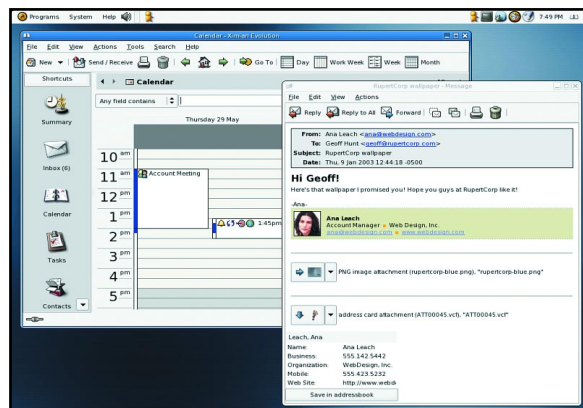 Programs System Help 7:49 PM
Calendar - Ximian Evolution
File Edit View Actions Tools Search Help
New Send / Receive Go To Day Work Week Week Month
Shortcuts
Calendar
Any field contains
Summary
Inbox (6)
Calendar
Tasks
Contacts
Thursday 29 May
10 am
11 am Account Meeting
12 pm
1 pm
1:45pm
2 pm
3 pm
4 pm
5 pm
RupertCorp wallpaper - Message
File Edit View Actions
Reply Reply to All Forward
From: Ana Leach <ana@webdesign.com>
To: Geoff Hunt <geoff@rupertcorp.com>
Subject: RupertCorp wallpaper
Date: Thu, 9 Jan 2003 12:44:18 -0500
Hi Geoff!
Here's that wallpaper I promised you! Hope you guys at RupertCorp like it!
-Ana-
Ana Leach
Account Manager Web Design, Inc.
ana@webdesign.com www.webdesign.com
PNG image attachment (rupertcorp-blue.png), "rupertcorp-blue.png"
address card attachment (ATT00045.vcf), "ATT00045.vcf"
Leach, Ana
Name: Ana Leach
Business: 555.142.5442
Organization: WebDesign, Inc.
Mobile: 555.423.5232
Web Site: http://www.webde
Save in addressbook